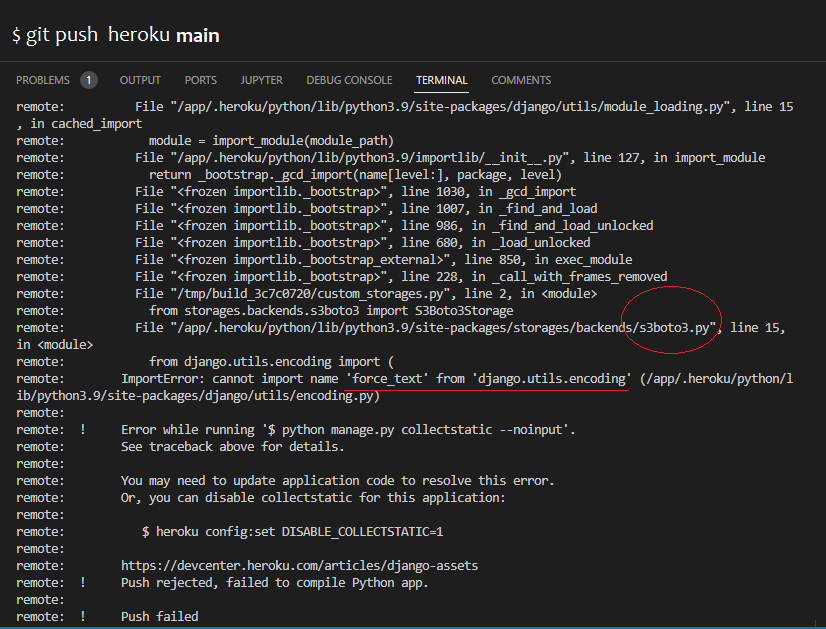 $ git push heroku main
PROBLEMS 1 OUTPUT PORTS JUPYTER DEBUG CONSOLE TERMINAL COMMENTS
remote:          File "/app/.heroku/python/lib/python3.9/site-packages/django/utils/module_loading.py", line 15
, in cached_import
remote:            module = import_module(module_path)
remote:          File "/app/.heroku/python/lib/python3.9/importlib/__init__.py", line 127, in import_module
remote:            return _bootstrap._gcd_import(name[level:], package, level)
remote:          File "<frozen importlib._bootstrap>", line 1030, in _gcd_import
remote:          File "<frozen importlib._bootstrap>", line 1007, in _find_and_load
remote:          File "<frozen importlib._bootstrap>", line 986, in _find_and_load_unlocked
remote:          File "<frozen importlib._bootstrap>", line 680, in _load_unlocked
remote:          File "<frozen importlib._bootstrap_external>", line 850, in exec_module
remote:          File "<frozen importlib._bootstrap>", line 228, in _call_with_frames_removed
remote:          File "/tmp/build_3c7c0720/custom_storages.py", line 2, in <module>
remote:            from storages.backends.s3boto3 import S3Boto3Storage
remote:          File "/app/.heroku/python/lib/python3.9/site-packages/storages/backends/s3boto3.py", line 15,
in <module>
remote:            from django.utils.encoding import (
remote:        ImportError: cannot import name 'force_text' from 'django.utils.encoding' (/app/.heroku/python/l
ib/python3.9/site-packages/django/utils/encoding.py)
remote:
remote:  !     Error while running '$ python manage.py collectstatic --noinput'.
remote:        See traceback above for details.
remote:
remote:        You may need to update application code to resolve this error.
remote:        Or, you can disable collectstatic for this application:
remote:
remote:           $ heroku config:set DISABLE_COLLECTSTATIC=1
remote:
remote:        https://devcenter.heroku.com/articles/django-assets
remote:  !     Push rejected, failed to compile Python app.
remote:
remote:  !     Push failed